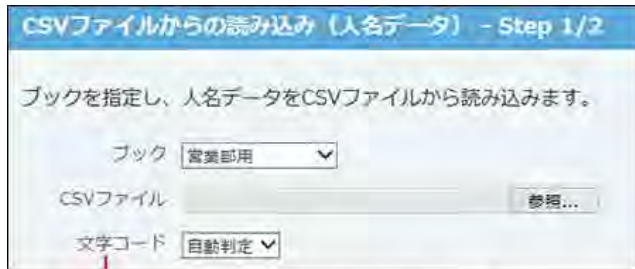 CSVファイルからの読み込み（人名データ） - Step 1/2
ブックを指定し、人名データをCSVファイルから読み込みます。
ブック 営業部用
CSVファイル 参照...
文字コード 自動判定